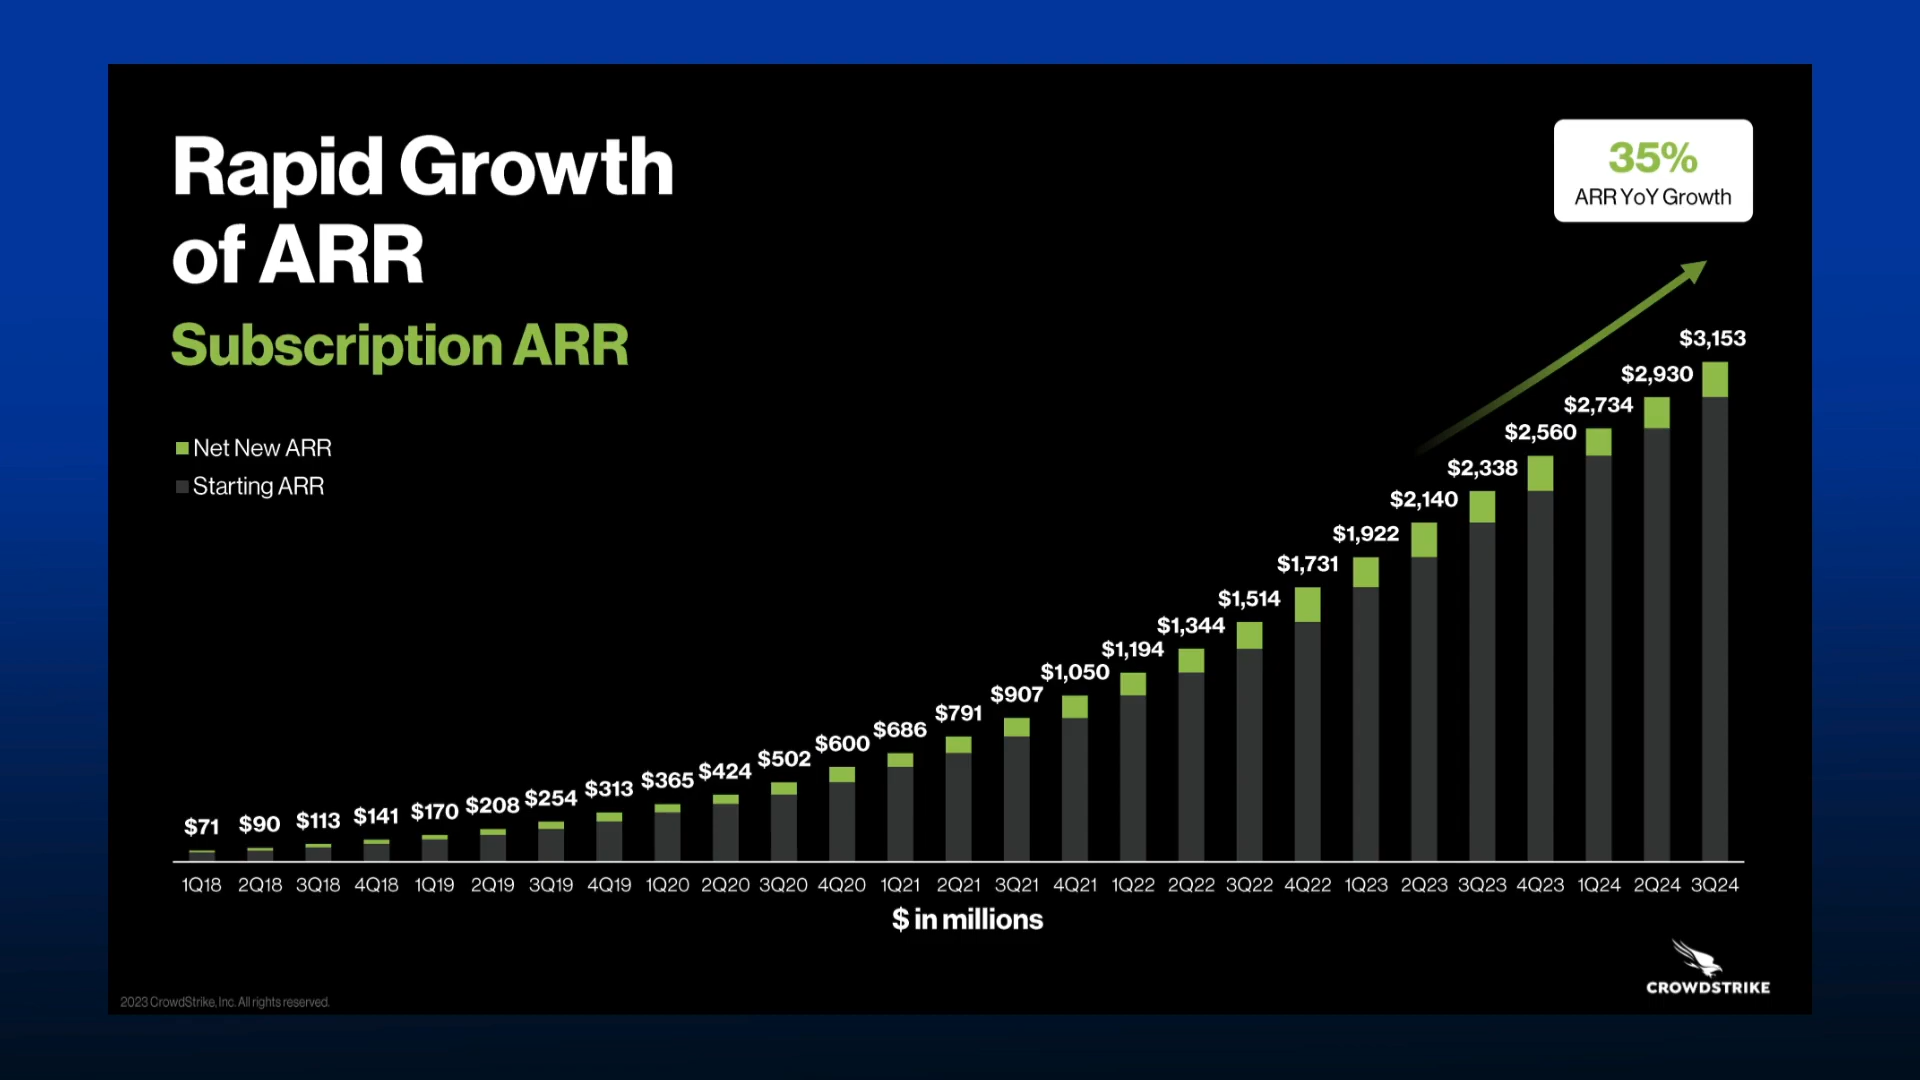 Rapid Growth
of ARR
Subscription ARR
35%
ARR YoY Growth
Net New ARR
Starting ARR
$71 $90 $113 $141 $170 $208 $254 $313 $365 $424 $502 $600 $686 $791 $907 $1,050 $1,194 $1,344 $1,514 $1,731 $1,922 $2,140 $2,338 $2,560 $2,734 $2,930 $3,153
1Q18 2Q18 3Q18 4Q18 1Q19 2Q19 3Q19 4Q19 1Q20 2Q20 3Q20 4Q20 1Q21 2Q21 3Q21 4Q21 1Q22 2Q22 3Q22 4Q22 1Q23 2Q23 3Q23 4Q23 1Q24 2Q24 3Q24
$ in millions
CROWDSTRIKE
2023 CrowdStrike, Inc. All rights reserved.